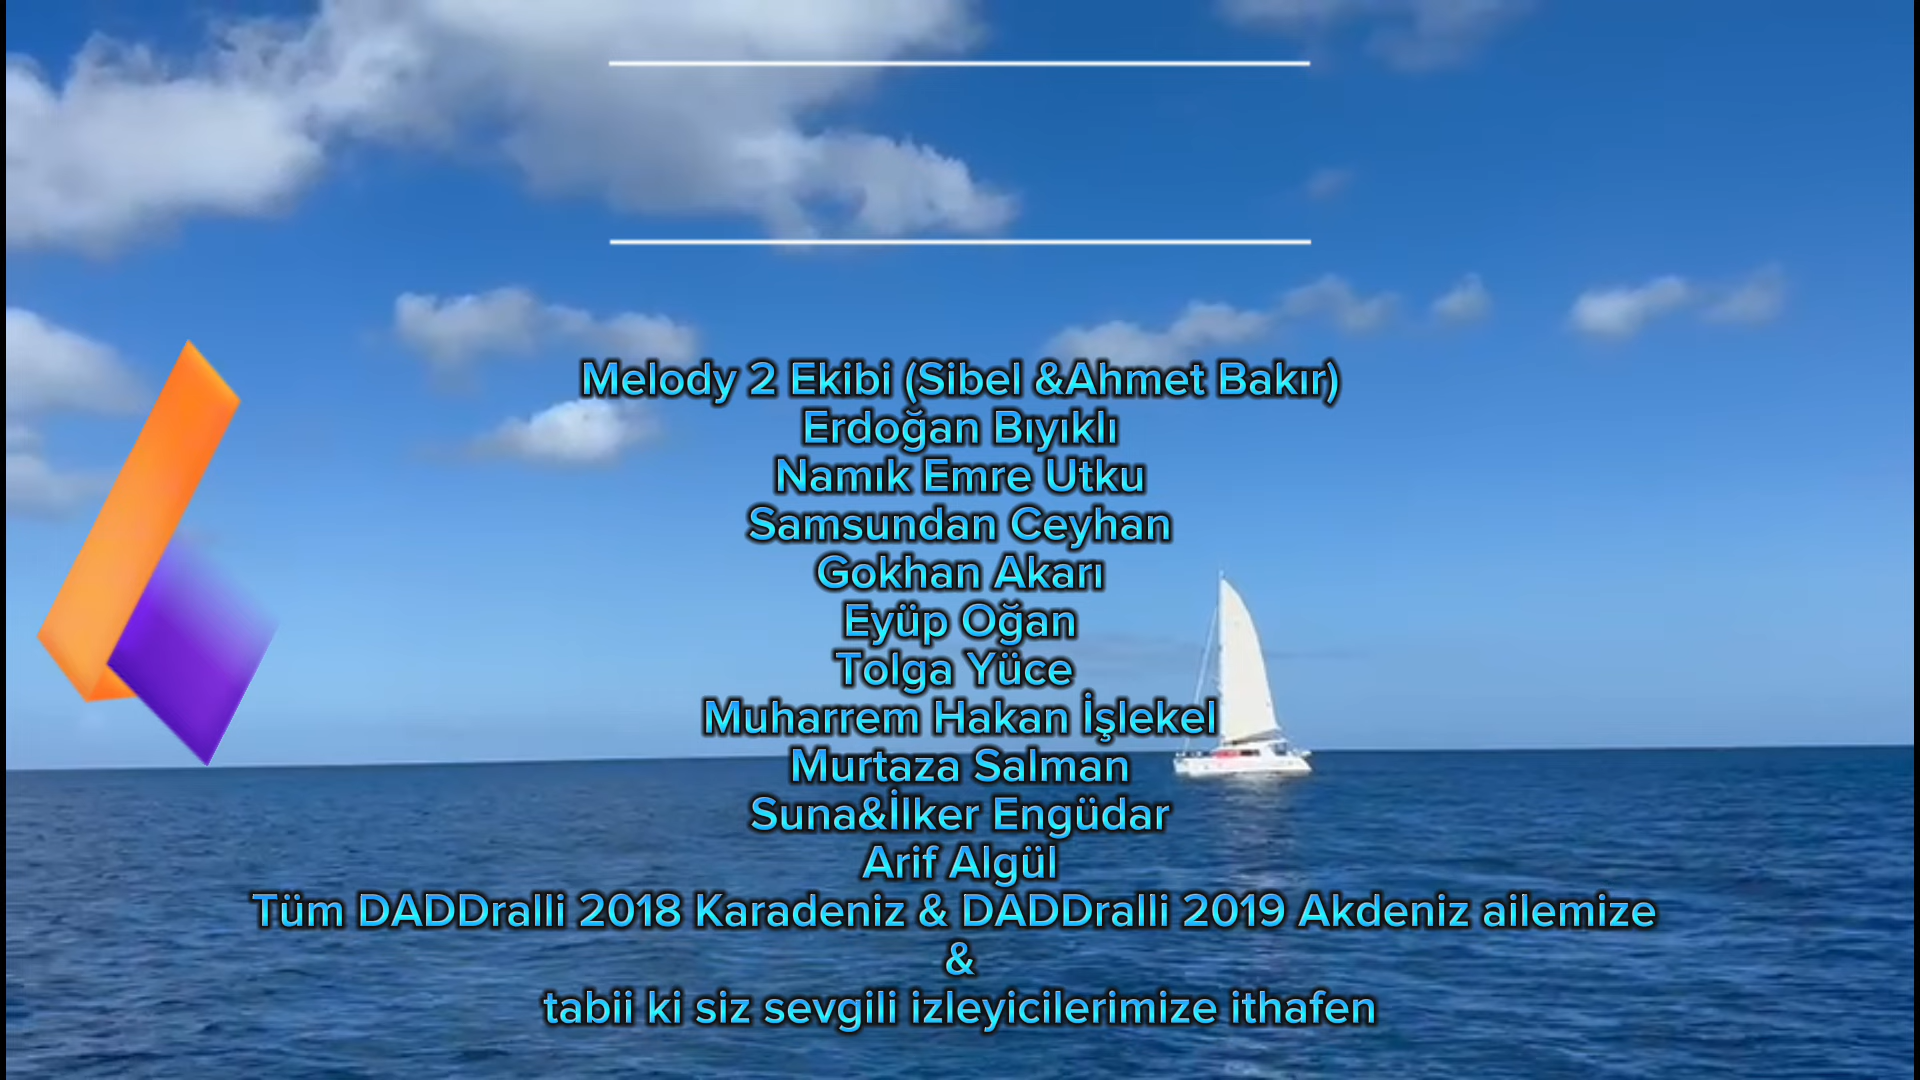 Melody 2 Ekibi (Sibel &Ahmet Bakır)
Erdoğan Bıyıklı
Namık Emre Utku
Samsundan Ceyhan
Gokhan Akarı
Eyüp Oğan
Tolga Yüce
Muharrem Hakan İşlekel
Murtaza Salman
Suna&İlker Engüdar
Arif Algül
Tüm DADDralli 2018 Karadeniz & DADDralli 2019 Akdeniz ailemize
&
tabii ki siz sevgili izleyicilerimize ithafen